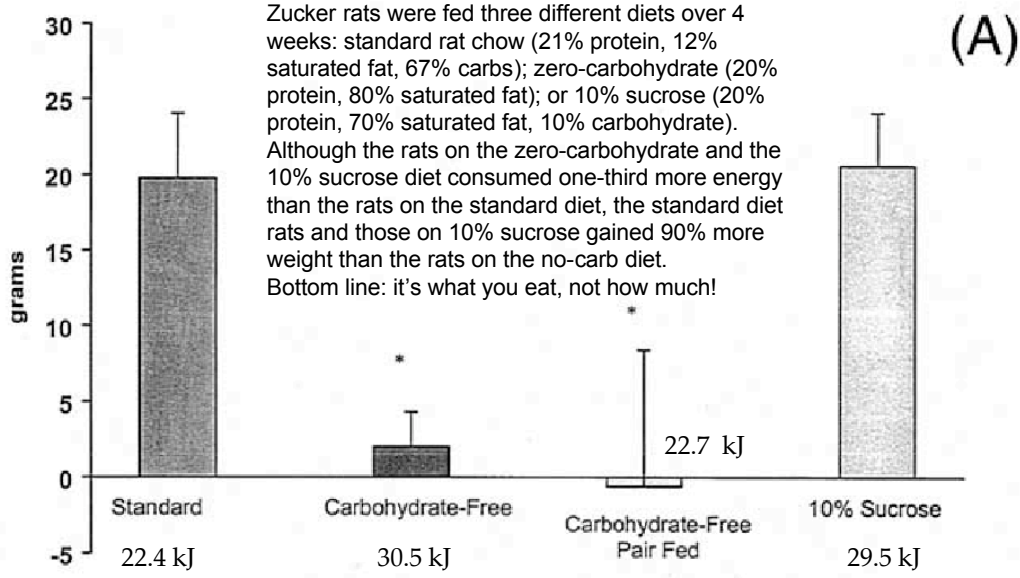 Zucker rats were fed three different diets over 4
weeks: standard rat chow (21% protein, 12%
saturated fat, 67% carbs); zero-carbohydrate (20%
protein, 80% saturated fat); or 10% sucrose (20%
protein, 70% saturated fat, 10% carbohydrate).
Although the rats on the zero-carbohydrate and the
10% sucrose diet consumed one-third more energy
than the rats on the standard diet, the standard diet
rats and those on 10% sucrose gained 90% more
weight than the rats on the no-carb diet.
Bottom line: it's what you eat, not how much!
(A)
grams
30
25
20
15
10
5
0
-5
*
*
22.7 kJ
Standard
Carbohydrate-Free
Carbohydrate-Free
Pair Fed
10% Sucrose
22.4 kJ
30.5 kJ
29.5 kJ